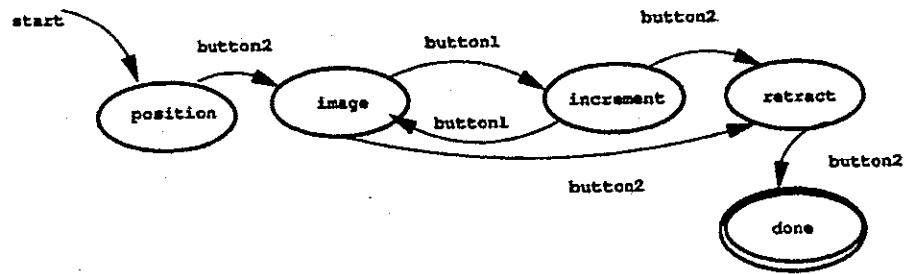 start
button2
button1
button2
position
image
increment
retract
button1
button2
button2
done